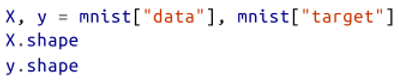 X, y = mnist["data"], mnist["target"]
X.shape
y.shape